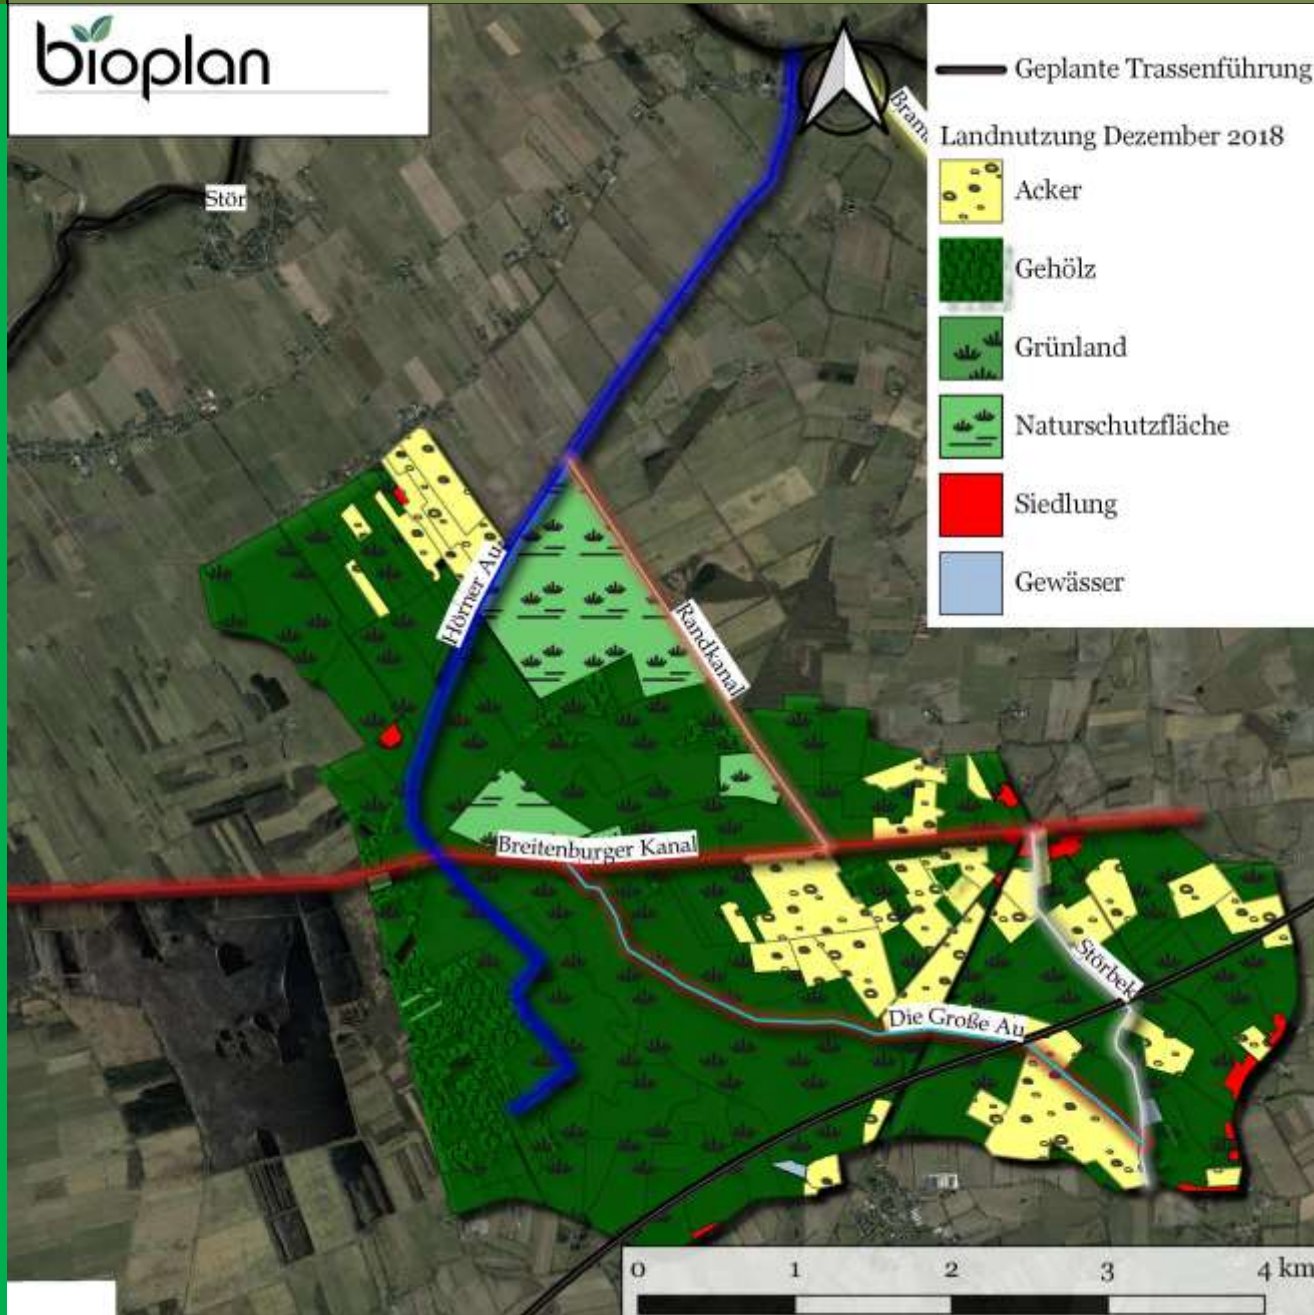 bioplan
Geplante Trassenführung
Landnutzung Dezember 2018
Acker
Gehölz
Grünland
Naturschutzfläche
Siedlung
Gewässer
Stör
Hörner Au
Randkanal
Breitenburger Kanal
Störbek
Die Große Au
0 1 2 3 4 km